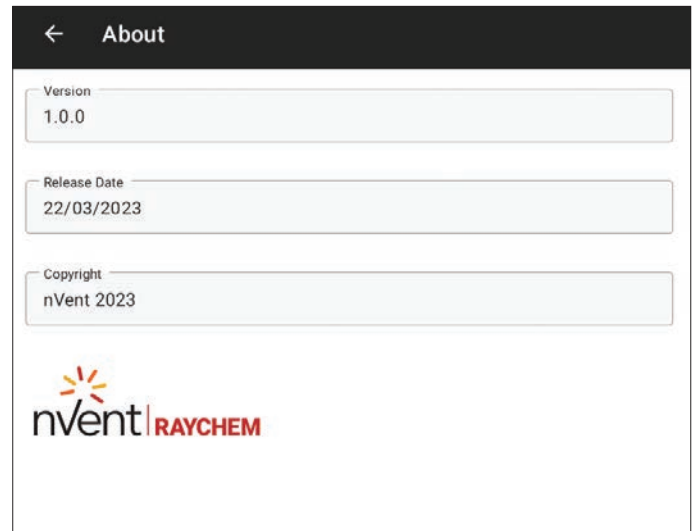 About
Version
1.0.0
Release Date
22/03/2023
Copyright
nVent 2023
nVent RAYCHEM